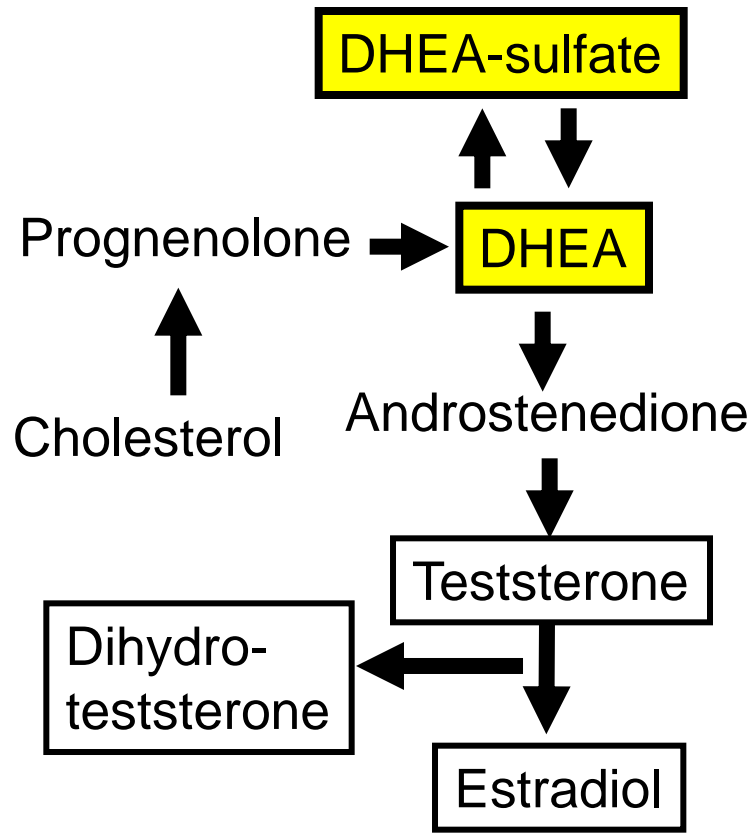 DHEA-sulfate
Prognenolone
DHEA
Cholesterol
Androstenedione
Teststerone
Dihydro-
teststerone
Estradiol